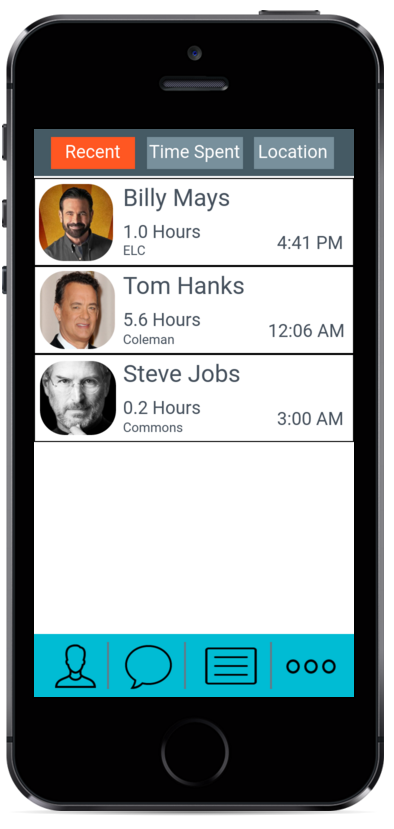 Recent Time Spent Location
Billy Mays
1.0 Hours
ELC
4:41 PM
Tom Hanks
5.6 Hours
Coleman
12:06 AM
Steve Jobs
0.2 Hours
Commons
3:00 AM